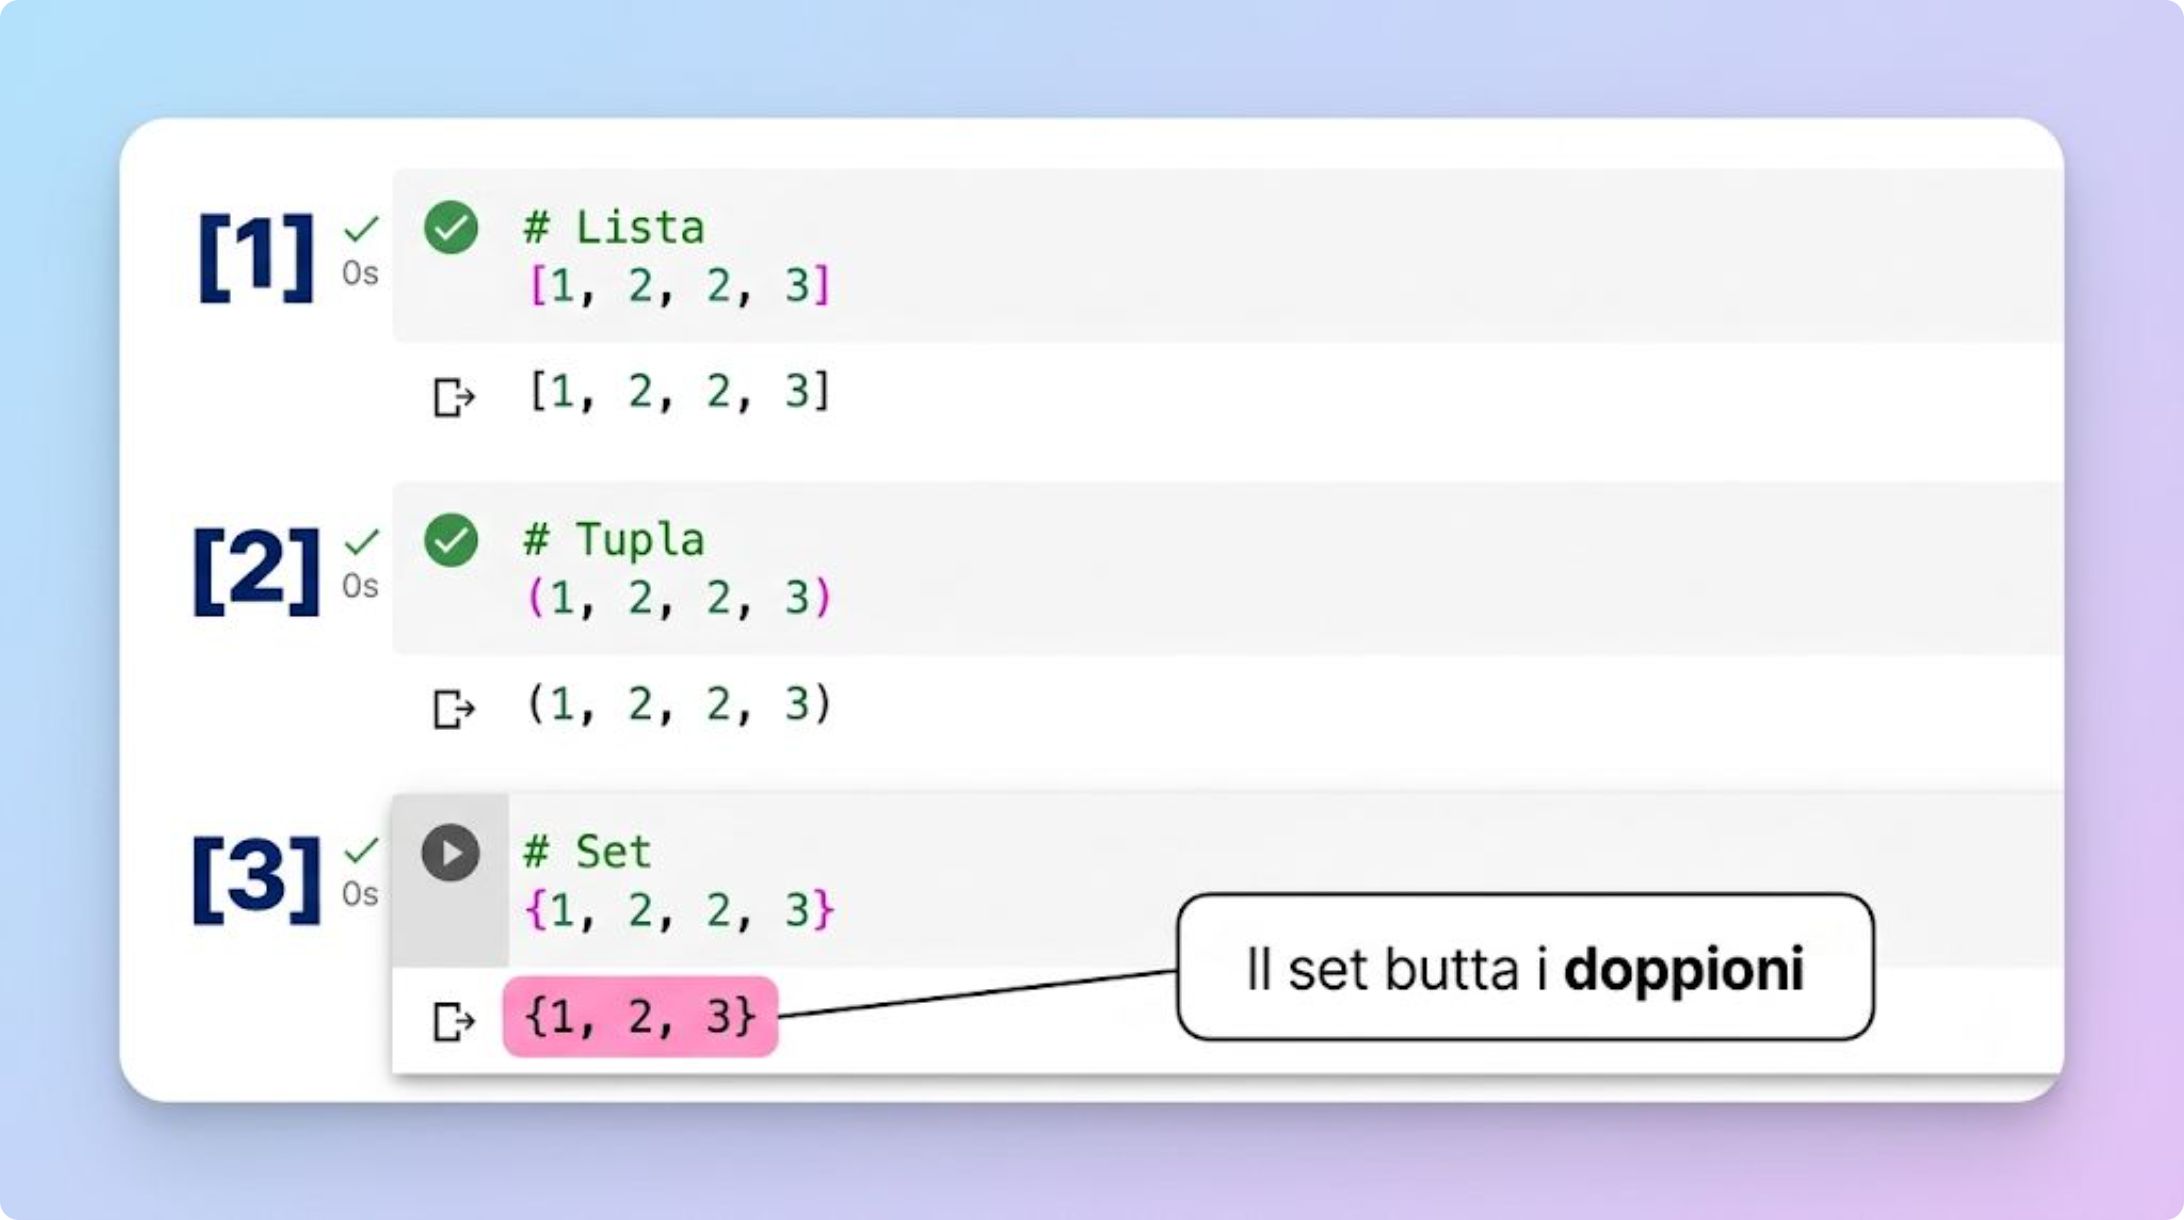 [1]
0s
# Lista
[1, 2, 2, 3]
[1, 2, 2, 3]
[2]
0s
# Tupla
(1, 2, 2, 3)
(1, 2, 2, 3)
[3]
0s
# Set
{1, 2, 2, 3}
{1, 2, 3}
Il set butta i doppioni